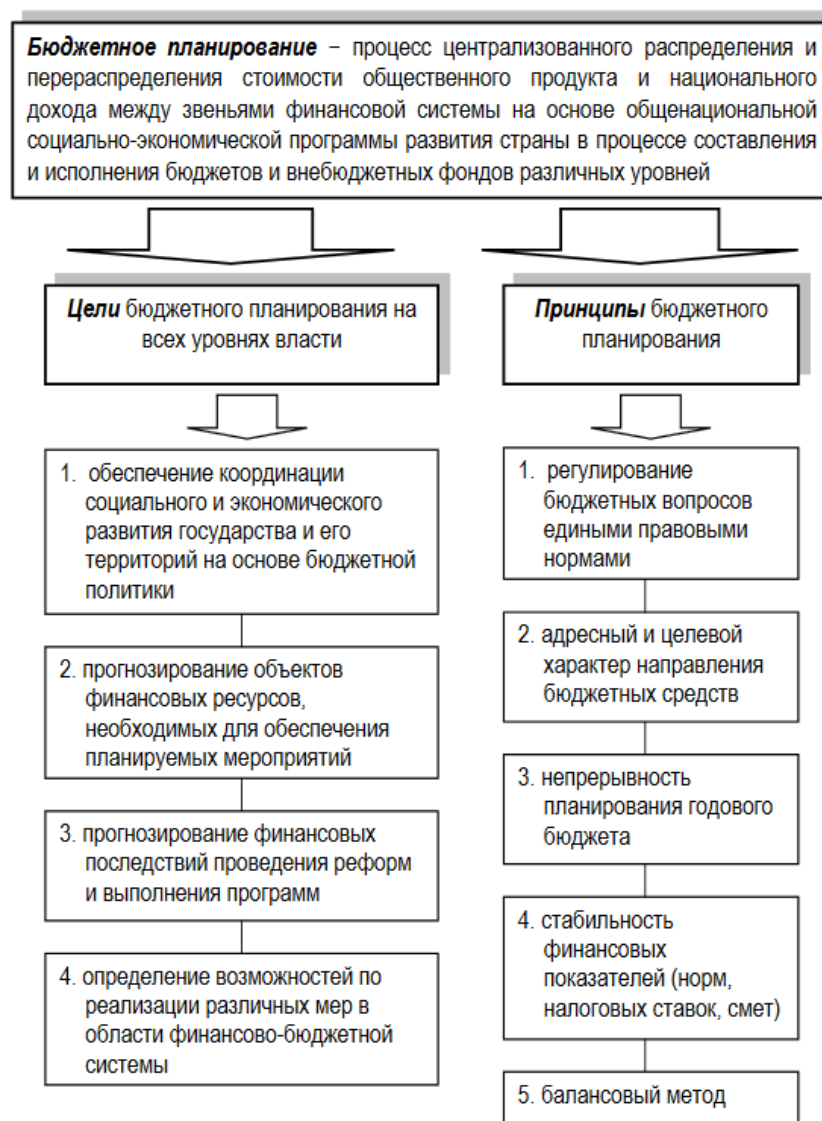 Бюджетное планирование – процесс централизованного распределения и
перераспределения стоимости общественного продукта и национального
дохода между звеньями финансовой системы на основе общенациональной
социально-экономической программы развития страны в процессе составления
и исполнения бюджетов и внебюджетных фондов различных уровней
Цели бюджетного планирования на
всех уровнях власти
1. обеспечение координации
социального и экономического
развития государства и его
территорий на основе бюджетной
политики
2. прогнозирование объектов
финансовых ресурсов,
необходимых для обеспечения
планируемых мероприятий
3. прогнозирование финансовых
последствий проведения реформ
и выполнения программ
4. определение возможностей по
реализации различных мер в
области финансово-бюджетной
системы
Принципы бюджетного
планирования
1. регулирование
бюджетных вопросов
едиными правовыми
нормами
2. адресный и целевой
характер направления
бюджетных средств
3. непрерывность
планирования годового
бюджета
4. стабильность
финансовых
показателей (норм,
налоговых ставок, смет)
5. балансовый метод